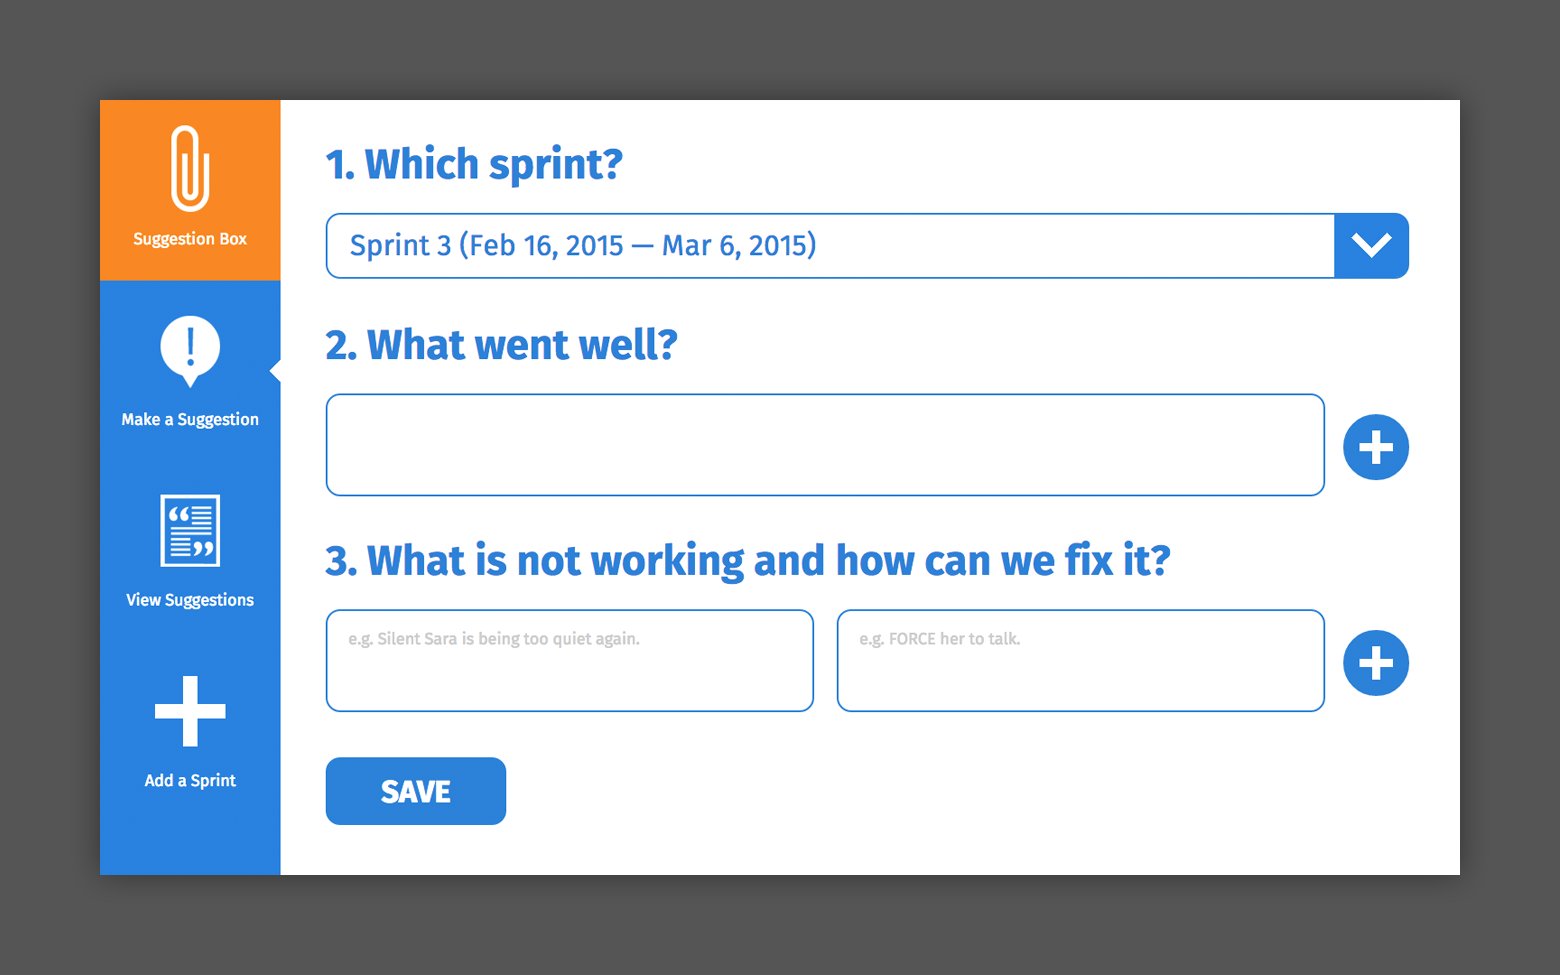 Suggestion Box
Make a Suggestion
View Suggestions
Add a Sprint
1. Which sprint?
Sprint 3 (Feb 16, 2015 — Mar 6, 2015)
2. What went well?
3. What is not working and how can we fix it?
e.g. Silent Sara is being too quiet again.
e.g. FORCE her to talk.
SAVE